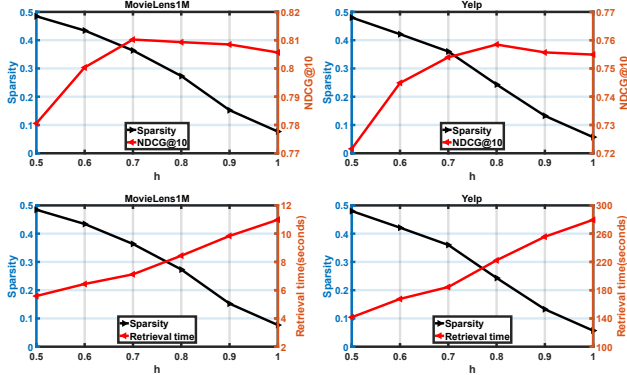 MovieLens1M
0.5 0.4 0.3 0.2 0.1 0
Sparsity
0.82 0.81 0.8 0.79 0.78 0.77
NDCG@10
Sparsity
NDCG@10
0.5 0.6 0.7 0.8 0.9 1
h
Yelp
0.5 0.4 0.3 0.2 0.1 0
Sparsity
0.77 0.76 0.75 0.74 0.73 0.72
NDCG@10
Sparsity
NDCG@10
0.5 0.6 0.7 0.8 0.9 1
h
MovieLens1M
0.5 0.4 0.3 0.2 0.1 0
Sparsity
12 10 8 6 4 2
Retrieval time(seconds)
Sparsity
Retrieval time
0.5 0.6 0.7 0.8 0.9 1
h
Yelp
0.5 0.4 0.3 0.2 0.1 0
Sparsity
300 260 220 180 140 100
Retrieval time(seconds)
Sparsity
Retrieval time
0.5 0.6 0.7 0.8 0.9 1
h